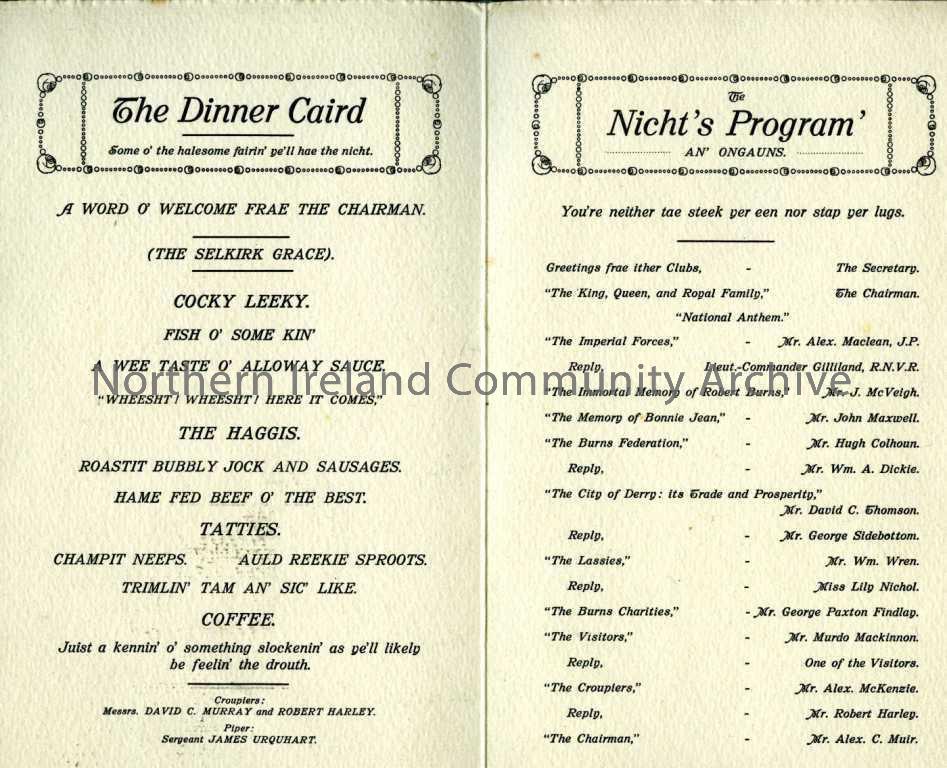 The Dinner Caird
Some o' the halesome fairin' ye'll hae the nicht.
A WORD O' WELCOME FRAE THE CHAIRMAN.
(THE SELKIRK GRACE).
COCKY LEEKY.
FISH O' SOME KIN'
A WEE TASTE O' ALLOWAY SAUCE.
"WHEESHT! WHEESHT! HERE IT COMES,"
THE HAGGIS.
ROASTIT BUBBLY JOCK AND SAUSAGES.
HAME FED BEEF O' THE BEST.
TATTIES.
CHAMPIT NEEPS. AULD REEKIE SPROOTS.
TRIMLIN' TAM AN' SIC' LIKE.
COFFEE.
Juist a kennin' o' something slockenin' as ye'll likely
be feelin' the drouth.
Croupiers:
Messrs. DAVID C. MURRAY and ROBERT HARLEY.
Piper:
Sergeant JAMES URQUHART.
The
Nicht's Program'
AN' ONGAUNS.
You're neither tae steek yer een nor stap yer lugs.
Greetings frae ither Clubs, - The Secretary.
"The King, Queen, and Royal Family," The Chairman.
"National Anthem."
"The Imperial Forces," - Mr. Alex. Maclean, J.P.
Reply, Lieut.-Commander Gilliland, R.N.V.R.
"The Immortal Memory of Robert Burns," Mr. J. McVeigh.
"The Memory of Bonnie Jean," - Mr. John Maxwell.
"The Burns Federation," - Mr. Hugh Colhoun.
Reply, - Mr. Wm. A. Dickie.
"The City of Derry: its Trade and Prosperity,"
Mr. David C. Thomson.
Reply, - Mr. George Sidebottom.
"The Lassies," - Mr. Wm. Wren.
Reply, - Miss Lily Nichol.
"The Burns Charities," - Mr. George Paxton Findlay.
"The Visitors," - Mr. Murdo Mackinnon.
Reply, - One of the Visitors.
"The Croupiers," - Mr. Alex. McKenzie.
Reply, - Mr. Robert Harley.
"The Chairman," - Mr. Alex. C. Muir.
Northern Ireland Community Archive